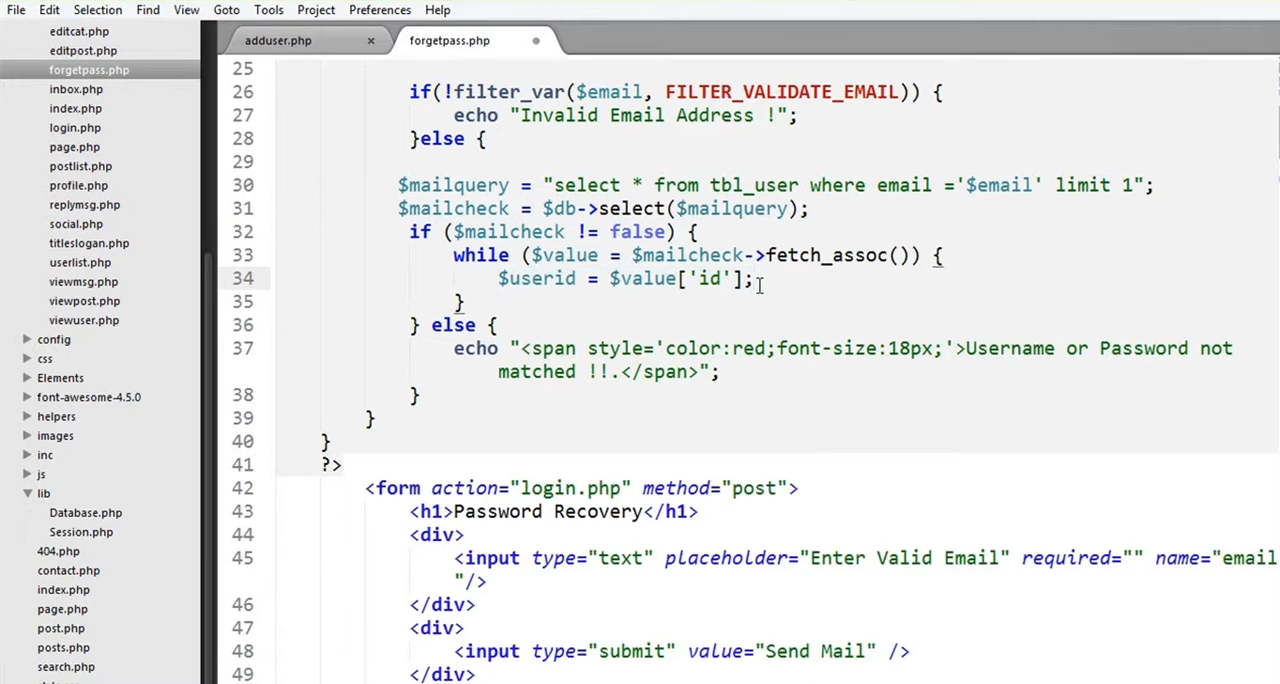 File Edit Selection Find View Goto Tools Project Preferences Help
editcat.php
editpost.php
forgetpass.php
inbox.php
index.php
login.php
page.php
postlist.php
profile.php
replymsg.php
social.php
titleslogan.php
userlist.php
viewmsg.php
viewpost.php
viewuser.php
config
css
Elements
font-awesome-4.5.0
helpers
images
inc
js
lib
Database.php
Session.php
404.php
contact.php
index.php
page.php
post.php
posts.php
search.php
adduser.php × forgetpass.php
25
26 if(!filter_var($email, FILTER_VALIDATE_EMAIL)) {
27 echo "Invalid Email Address !";
28 }else {
29
30 $mailquery = "select * from tbl_user where email ='$email' limit 1";
31 $mailcheck = $db->select($mailquery);
32 if ($mailcheck != false) {
33 while ($value = $mailcheck->fetch_assoc()) {
34 $userid = $value['id'];
35 }
36 } else {
37 echo "<span style='color:red;font-size:18px;'>Username or Password not
matched !!.</span>";
38 }
39 }
40 }
41 ?>
42 <form action="login.php" method="post">
43 <h1>Password Recovery</h1>
44 <div>
45 <input type="text" placeholder="Enter Valid Email" required="" name="email
"/>
46 </div>
47 <div>
48 <input type="submit" value="Send Mail" />
49 </div>